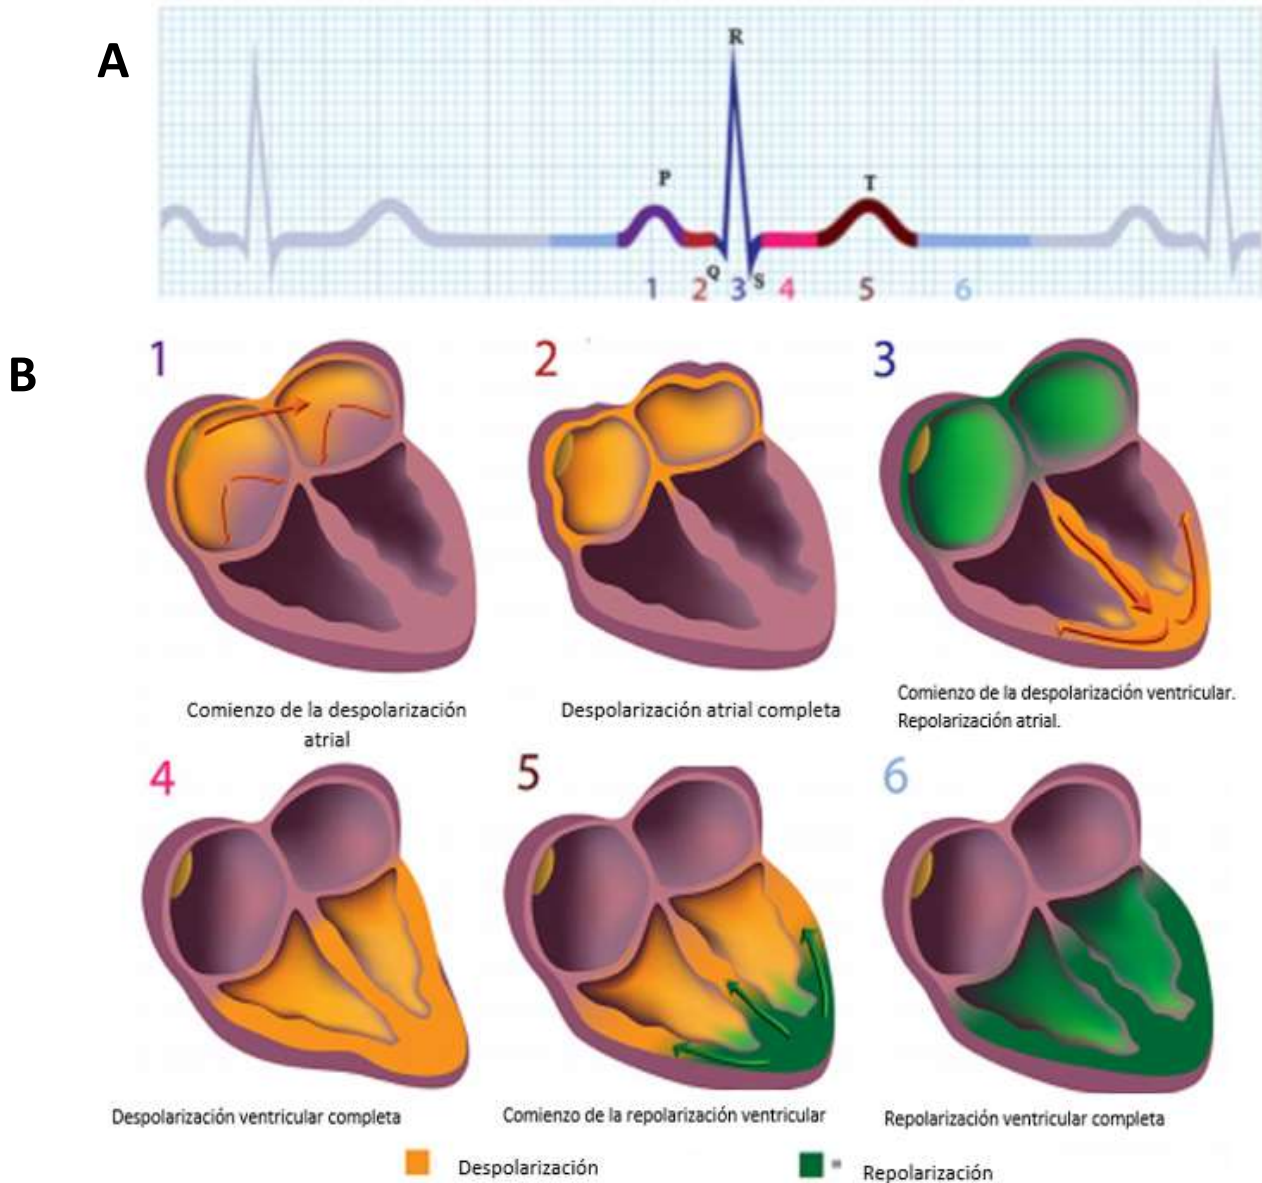 A
R
P
T
Q
S
1 2 3 4 5 6
B
1
2
3
Comienzo de la despolarización
atrial
Despolarización atrial completa
Comienzo de la despolarización ventricular.
Repolarización atrial.
4
5
6
Despolarización ventricular completa
Comienzo de la repolarización ventricular
Repolarización ventricular completa
Despolarización
Repolarización